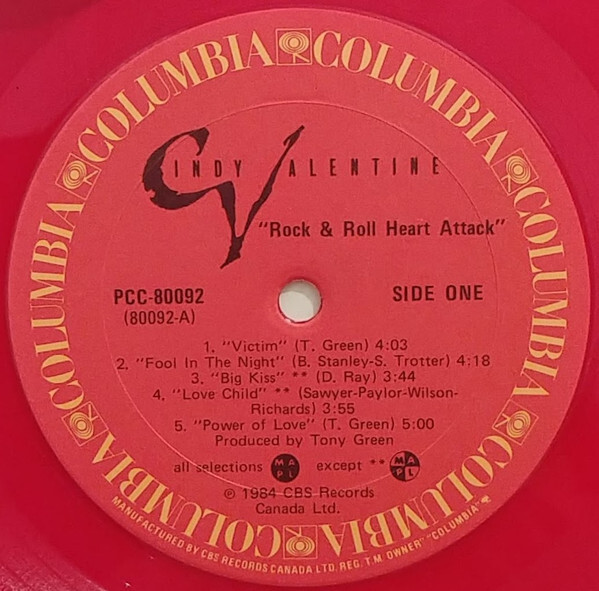 COLUMBIA COLUMBIA COLUMBIA COLUMBIA COLUMBIA COLUMBIA COLUMBIA COLUMBIA
CINDY VALENTINE
"Rock & Roll Heart Attack"
PCC-80092
(80092-A)
SIDE ONE
1. "Victim" (T. Green) 4:03
2. "Fool In The Night" (B. Stanley-S. Trotter) 4:18
3. "Big Kiss" ** (D. Ray) 3:44
4. "Love Child" ** (Sawyer-Paylor-Wilson-
Richards) 3:55
5. "Power of Love" (T. Green) 5:00
Produced by Tony Green
all selections MAPL except ** MAPL
℗ 1984 CBS Records
Canada Ltd.
MANUFACTURED BY CBS RECORDS CANADA LTD. REG. T.M. OWNER "COLUMBIA"